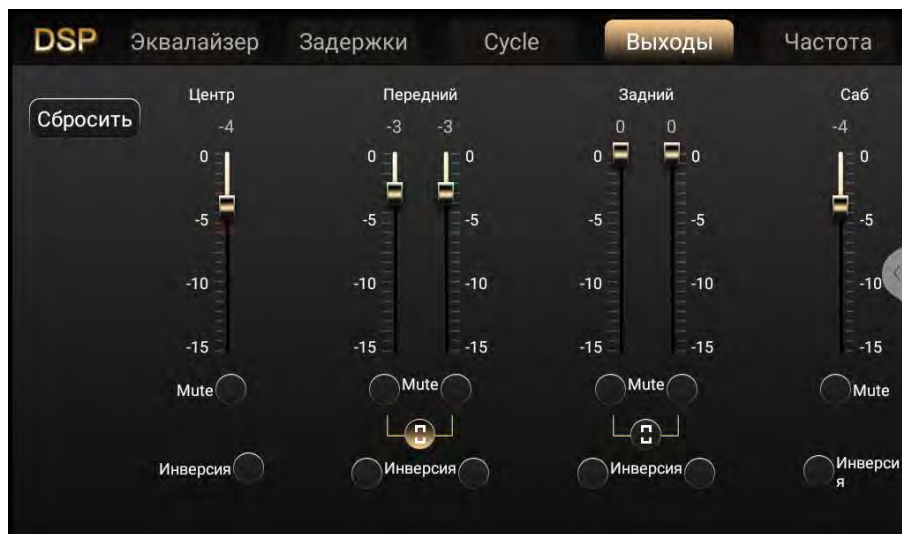 DSP Эквалайзер Задержки Cycle Выходы Частота
Сбросить
Центр Передний Задний Саб
-4 -3 -3 0 0 -4
0 0 0 0 0 0
-5 -5 -5 -5 -5 -5
-10 -10 -10 -10 -10 -10
-15 -15 -15 -15 -15 -15
Mute Mute Mute Mute
Инверсия Инверсия Инверсия Инверси
я